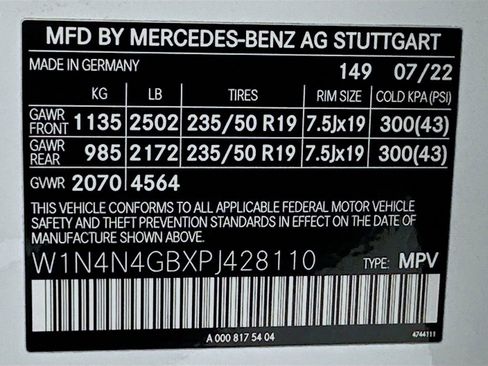 MFD BY MERCEDES-BENZ AG STUTTGART
MADE IN GERMANY 149 07/22
KG LB TIRES RIM SIZE COLD KPA(PSI)
GAWR FRONT 1135 2502 235/50 R19 7.5Jx19 300(43)
GAWR REAR 985 2172 235/50 R19 7.5Jx19 300(43)
GVWR 2070 4564
THIS VEHICLE CONFORMS TO ALL APPLICABLE FEDERAL MOTOR VEHICLE
SAFETY AND THEFT PREVENTION STANDARDS IN EFFECT ON THE DATE OF
MANUFACTURE SHOWN ABOVE.
W1N4N4GBXPJ428110 TYPE: MPV
A 000 817 54 04 4744111